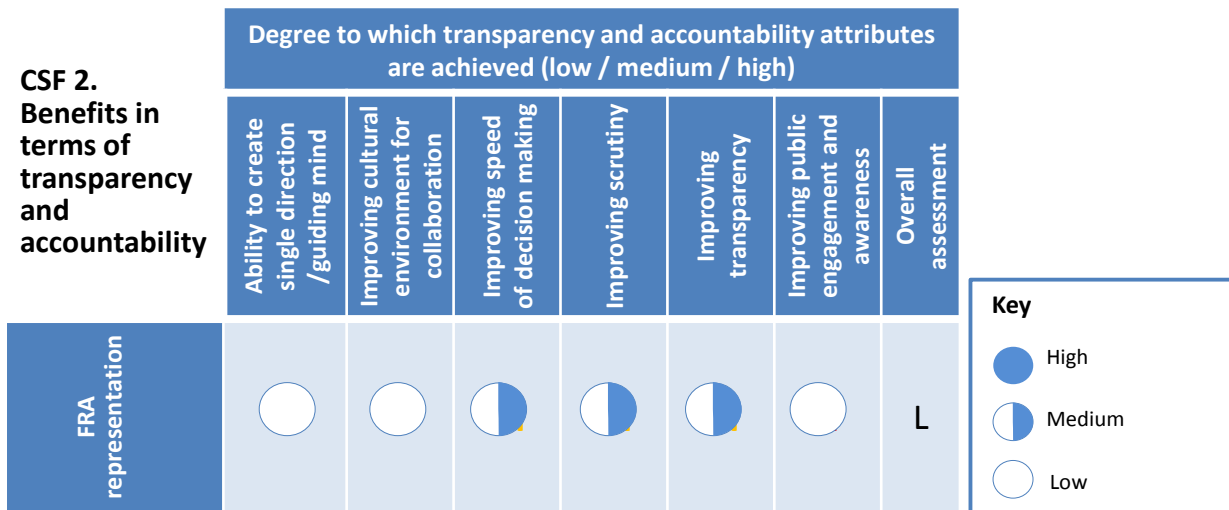 Degree to which transparency and accountability attributes
are achieved (low / medium / high)
CSF 2.
Benefits in
terms of
transparency
and
accountability
Ability to create
single direction
/guiding mind
Improving cultural
environment for
collaboration
Improving speed
of decision making
Improving scrutiny
Improving
transparency
Improving public
engagement and
awareness
Overall
assessment
FRA
representation
L
Key
High
Medium
Low